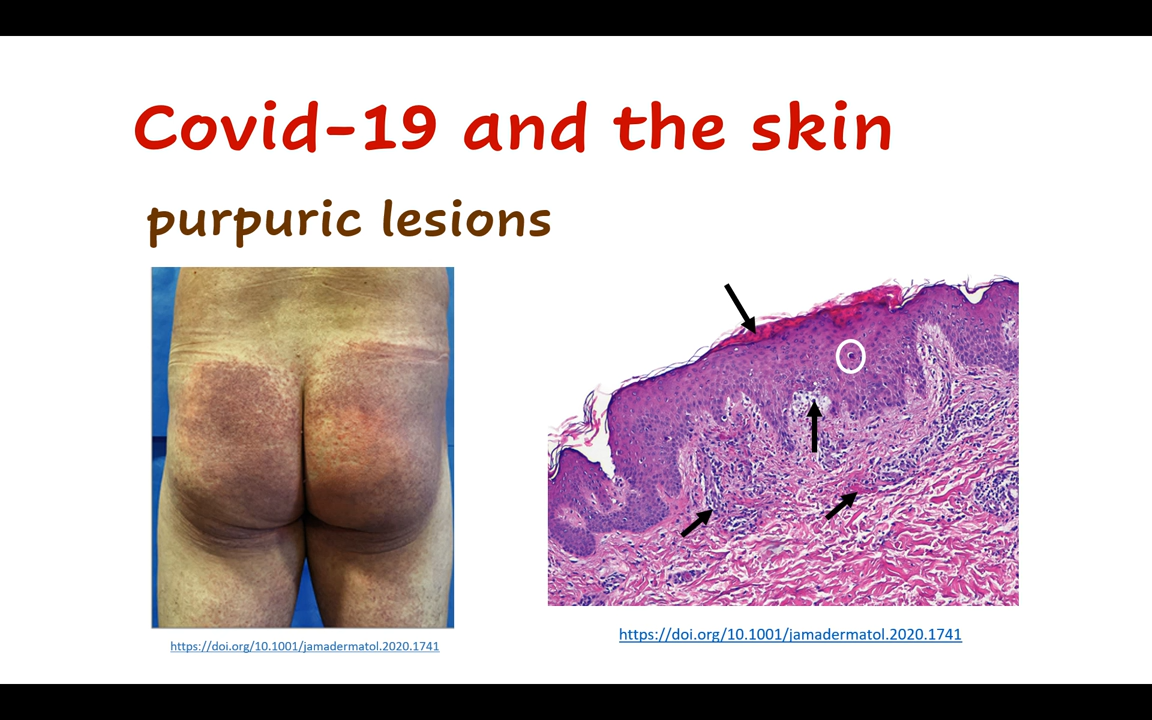 Covid-19 and the skin
purpuric lesions
https://doi.org/10.1001/jamadermatol.2020.1741
https://doi.org/10.1001/jamadermatol.2020.1741